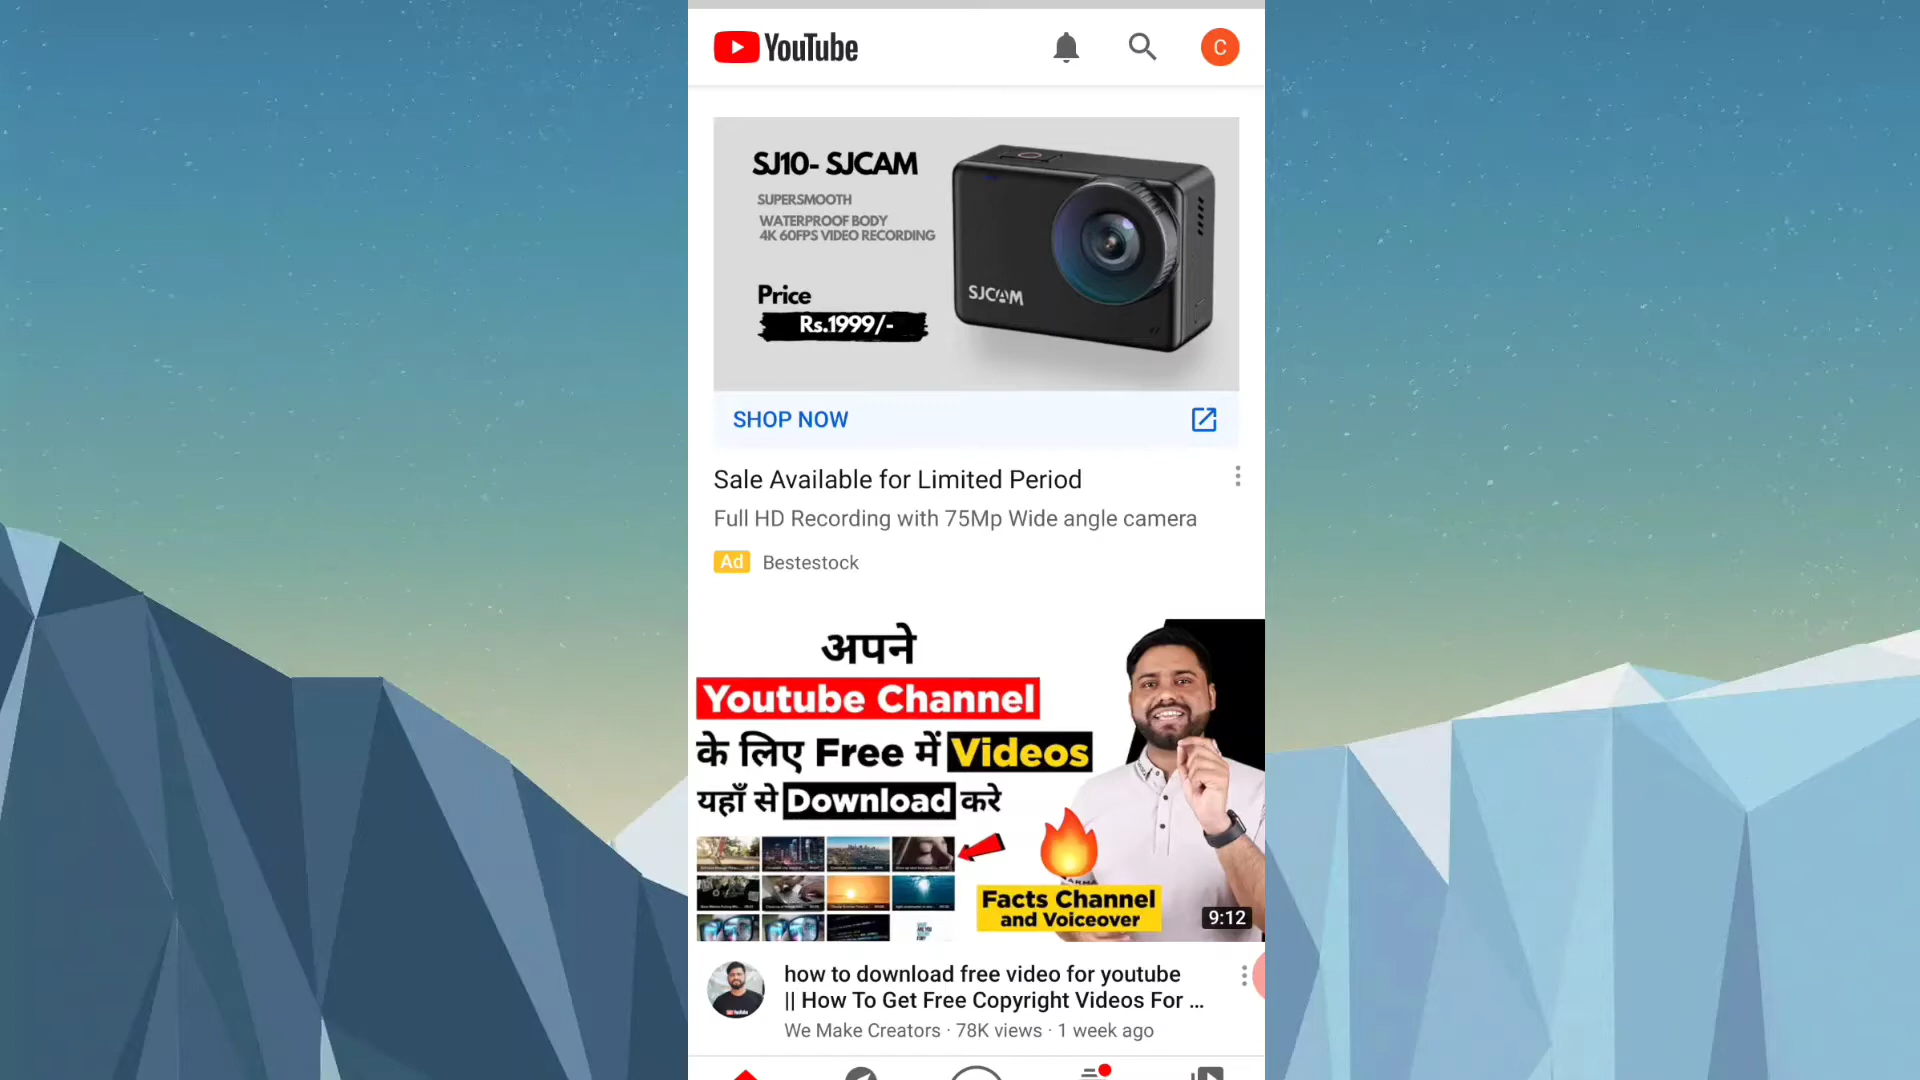 YouTube
C
SJ10- SJCAM
SUPERSMOOTH
WATERPROOF BODY
4K 60FPS VIDEO RECORDING
Price
Rs.1999/-
SJCAM
SHOP NOW
Sale Available for Limited Period
Full HD Recording with 75Mp Wide angle camera
Ad Bestestock
अपने
Youtube Channel
के लिए Free में Videos
यहाँ से Download करे
Facts Channel
and Voiceover
9:12
how to download free video for youtube
|| How To Get Free Copyright Videos For ...
We Make Creators · 78K views · 1 week ago